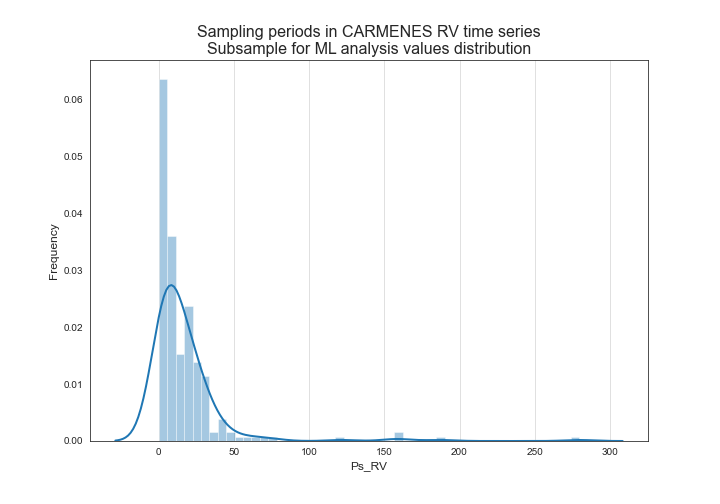 Sampling periods in CARMENES RV time series
Subsample for ML analysis values distribution
Frequency
0.06
0.05
0.04
0.03
0.02
0.01
0.00
0 50 100 150 200 250 300
Ps_RV